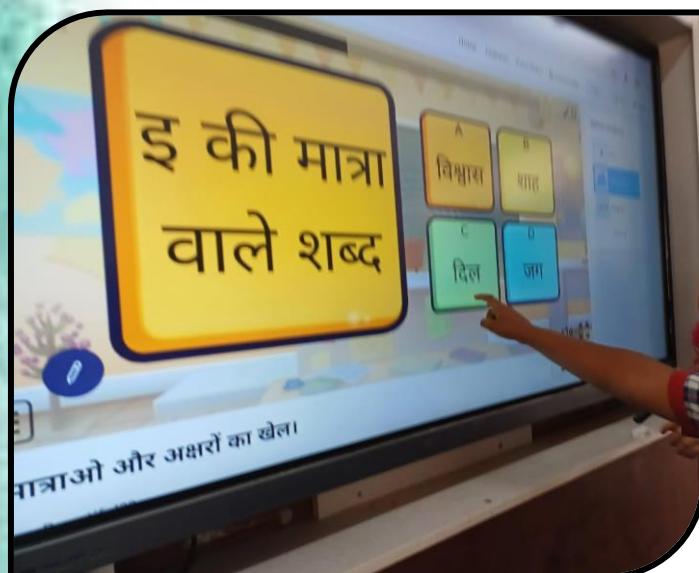 इ की मात्रा
वाले शब्द
A
विश्वास
B
शाह
C
दिल
D
जग
मात्राओ और अक्षरों का खेल।